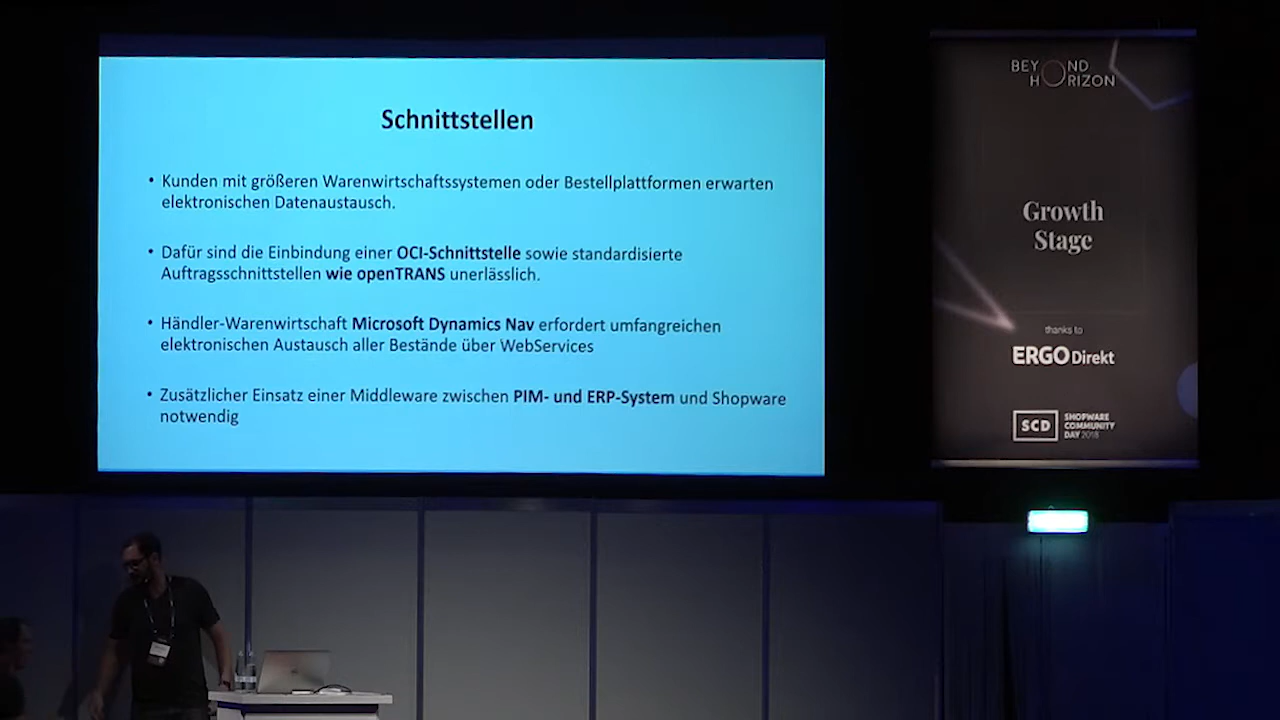 Schnittstellen
• Kunden mit größeren Warenwirtschaftssystemen oder Bestellplattformen erwarten
elektronischen Datenaustausch.
• Dafür sind die Einbindung einer OCI-Schnittstelle sowie standardisierte
Auftragsschnittstellen wie openTRANS unerlässlich.
• Händler-Warenwirtschaft Microsoft Dynamics Nav erfordert umfangreichen
elektronischen Austausch aller Bestände über WebServices
• Zusätzlicher Einsatz einer Middleware zwischen PIM- und ERP-System und Shopware
notwendig
BEYOND
HORIZON
Growth
Stage
thanks to
ERGO Direkt
SCD
SHOPWARE
COMMUNITY
DAY 2018